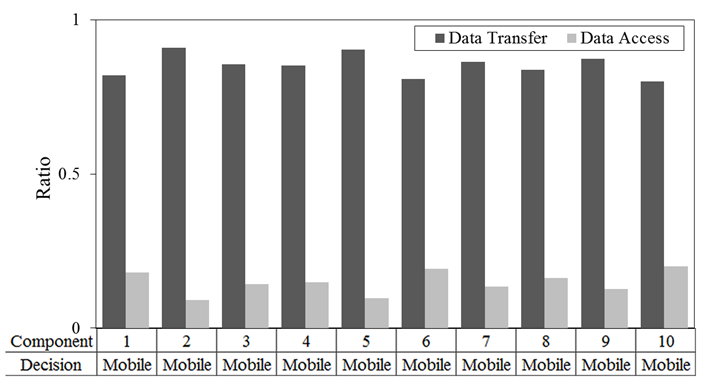 1
Data Transfer Data Access
0.5
Ratio
0
Component 1 2 3 4 5 6 7 8 9 10
Decision Mobile Mobile Mobile Mobile Mobile Mobile Mobile Mobile Mobile Mobile